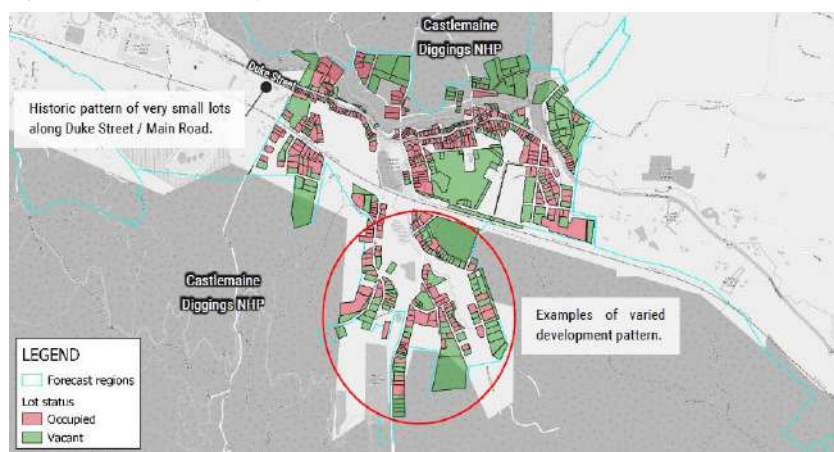 Castlemaine
Diggings NHP
Duke Street
Historic pattern of very small lots
along Duke Street / Main Road.
Castlemaine
Diggings NHP
Examples of varied
development pattern.
LEGEND
Forecast regions
Lot status
Occupied
Vacant